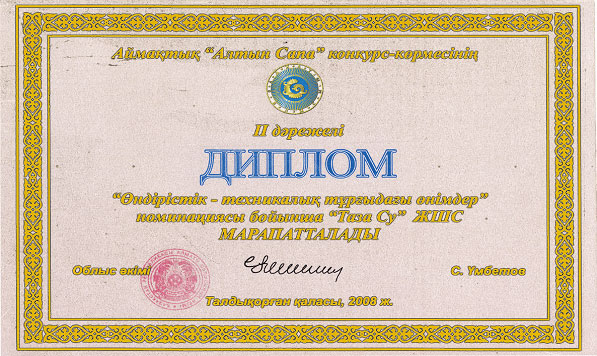 Аймақтық “Алтын Сапа” конкурс-көрмесінің
II дәрежелі
ДИПЛОМ
“Өндірістік - техникалық тұрғыдағы өнімдер”
номинациясы бойынша “Таза Су” ЖШС
МАРАПАТТАЛАДЫ
Облыс әкімі
С. Үмбетов
Талдықорған қаласы, 2008 ж.